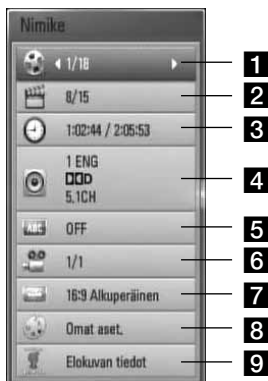 Nimike
1/18
1
8/15
2
1:02:44 / 2:05:53
3
1 ENG
DD D
5.1CH
4
ABC
OFF
5
1/1
6
16:9 Alkuperäinen
7
Omat aset.
8
Elokuvan tiedot
9